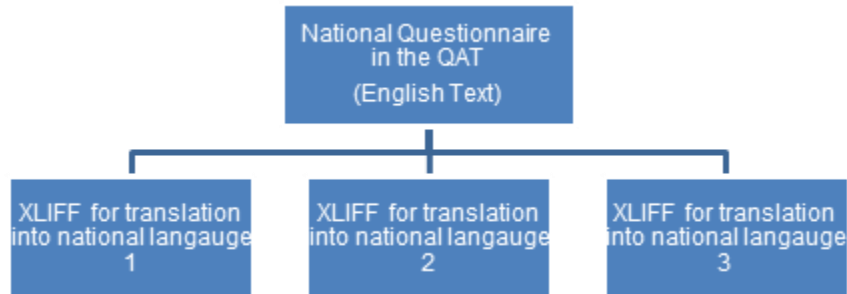 National Questionnaire
in the QAT
(English Text)
XLIFF for translation
into national langauge
1
XLIFF for translation
into national langauge
2
XLIFF for translation
into national langauge
3